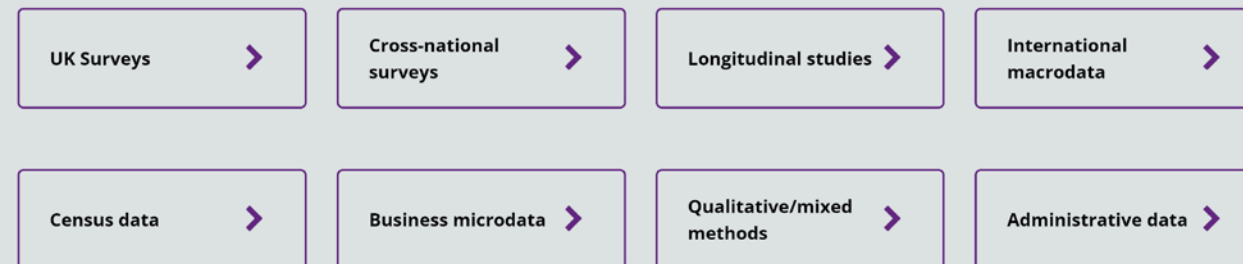 UK Surveys
Cross-national
surveys
Longitudinal studies
International
macrodata
Census data
Business microdata
Qualitative/mixed
methods
Administrative data